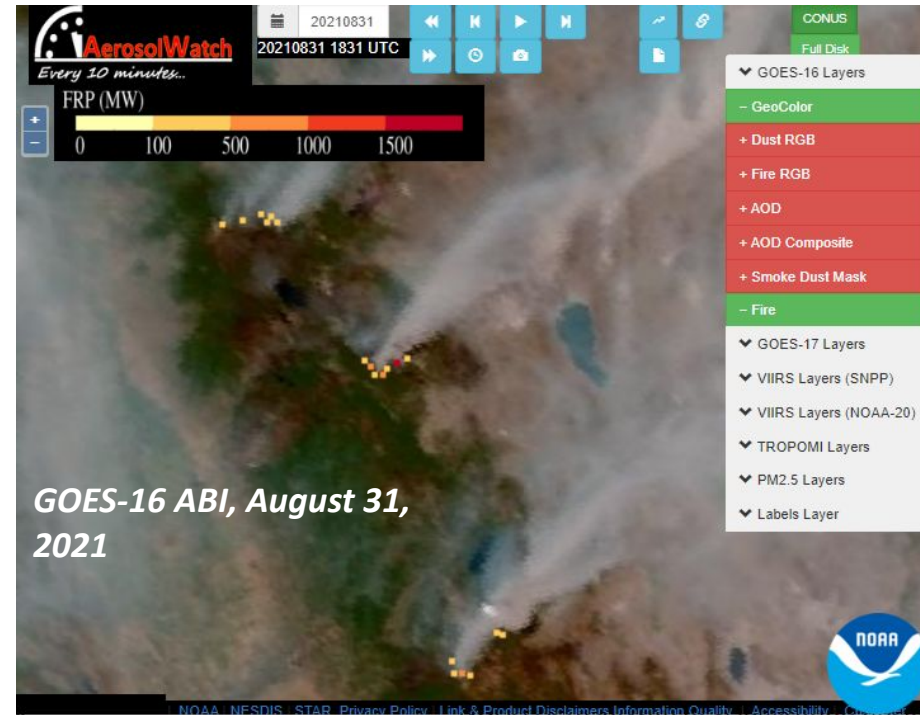 AerosolWatch
Every 10 minutes...
20210831
20210831 1831 UTC
CONUS
Full Disk
FRP (MW)
0 100 500 1000 1500
GOES-16 Layers
– GeoColor
+ Dust RGB
+ Fire RGB
+ AOD
+ AOD Composite
+ Smoke Dust Mask
– Fire
GOES-17 Layers
VIIRS Layers (SNPP)
VIIRS Layers (NOAA-20)
TROPOMI Layers
PM2.5 Layers
Labels Layer
GOES-16 ABI, August 31,
2021
NOAA
NOAA | NESDIS | STAR Privacy Policy | Link & Product Disclaimers Information Quality | Accessibility